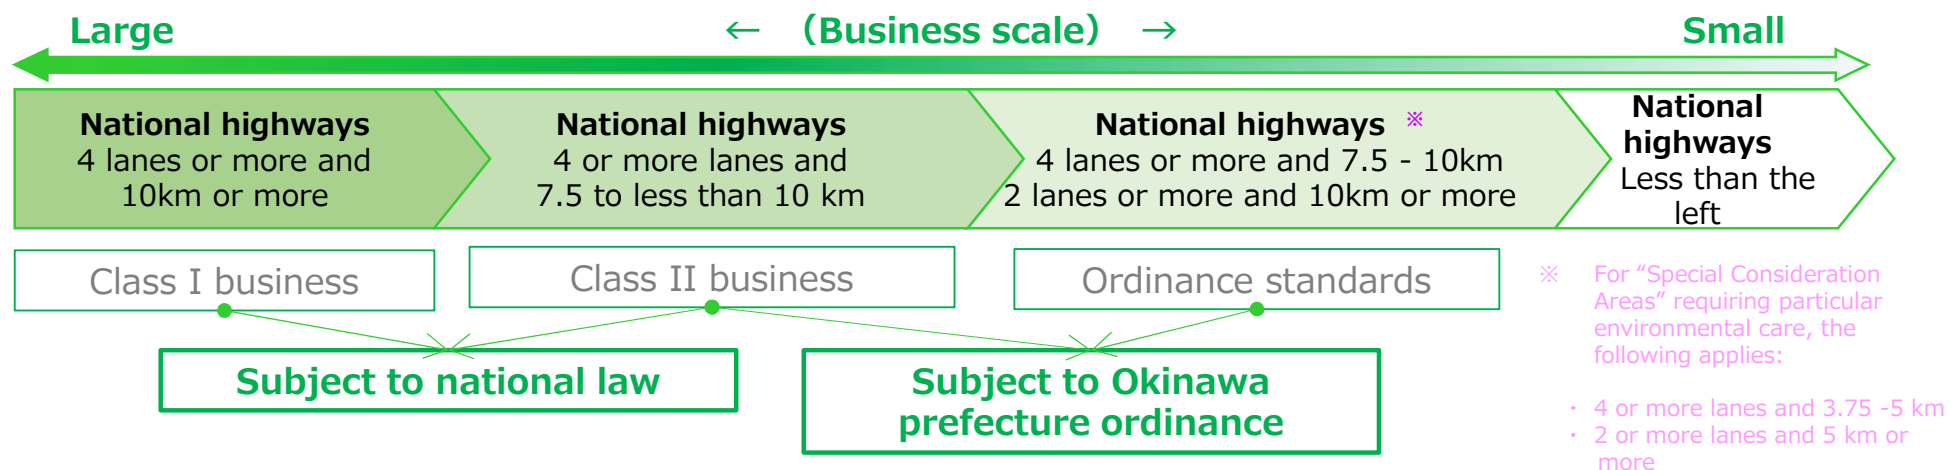 Large ← (Business scale) → Small
National highways
4 lanes or more and
10km or more
National highways
4 or more lanes and
7.5 to less than 10 km
National highways ※
4 lanes or more and 7.5 - 10km
2 lanes or more and 10km or more
National
highways
Less than the
left
Class I business
Class II business
Ordinance standards
Subject to national law
Subject to Okinawa
prefecture ordinance
※ For “Special Consideration
Areas” requiring particular
environmental care, the
following applies:
・ 4 or more lanes and 3.75 -5 km
・ 2 or more lanes and 5 km or
more